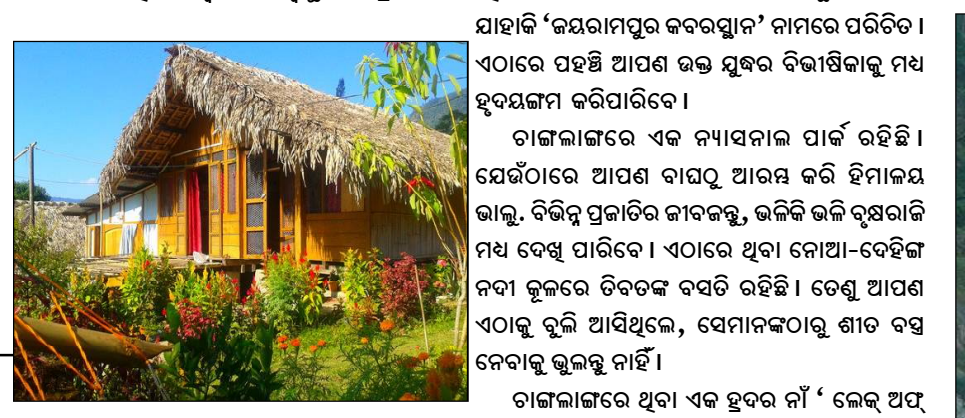 ଯାହାକି ‘ଜୟରାମପୁର କବରସ୍ଥାନ’ ନାମରେ ପରିଚିତ।
ଏଠାରେ ପହଞ୍ଚି ଆପଣ ଉକ୍ତ ଯୁଦ୍ଧର ବିଭୀଷିକାକୁ ମଧ୍ୟ
ହୃଦୟଙ୍ଗମ କରିପାରିବେ।
ଚାଙ୍ଗଲାଙ୍ଗରେ ଏକ ନ୍ୟାସନାଲ ପାର୍କ ରହିଛି।
ଯେଉଁଠାରେ ଆପଣ ବାଘଠୁ ଆରମ୍ଭ କରି ହିମାଳୟ
ଭାଲୁ. ବିଭିନ୍ନ ପ୍ରଜାତିର ଜୀବଜନ୍ତୁ, ଭଳିକି ଭଳି ବୃକ୍ଷରାଜି
ମଧ୍ୟ ଦେଖି ପାରିବେ। ଏଠାରେ ଥିବା ନୋଆ-ଦେହିଙ୍ଗ
ନଦୀ କୂଳରେ ତିବତଙ୍କ ବସତି ରହିଛି। ତେଣୁ ଆପଣ
ଏଠାକୁ ବୁଲି ଆସିଥିଲେ, ସେମାନଙ୍କଠାରୁ ଶୀତ ବସ୍ତ୍ର
ନେବାକୁ ଭୁଲନ୍ତୁ ନାହିଁ।
ଚାଙ୍ଗଲାଙ୍ଗରେ ଥିବା ଏକ ହ୍ରଦର ନାଁ ‘ ଲେକ୍ ଅଫ୍